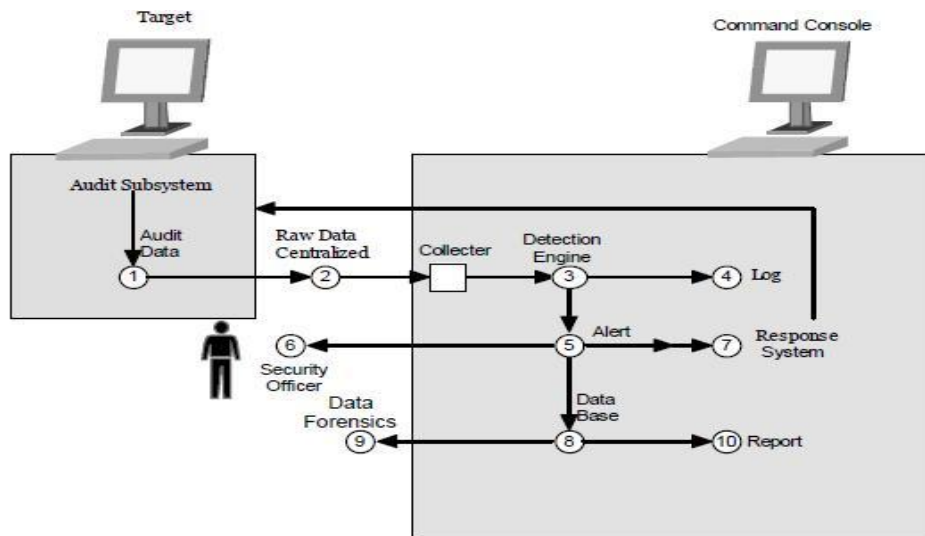 Target
Command Console
Audit Subsystem
Audit
Data
1
Raw Data
Centralized
2
Collecter
Detection
Engine
3
4
Log
6
Security
Officer
5
Alert
7
Response
System
Data
Forensics
9
Data
Base
8
10
Report